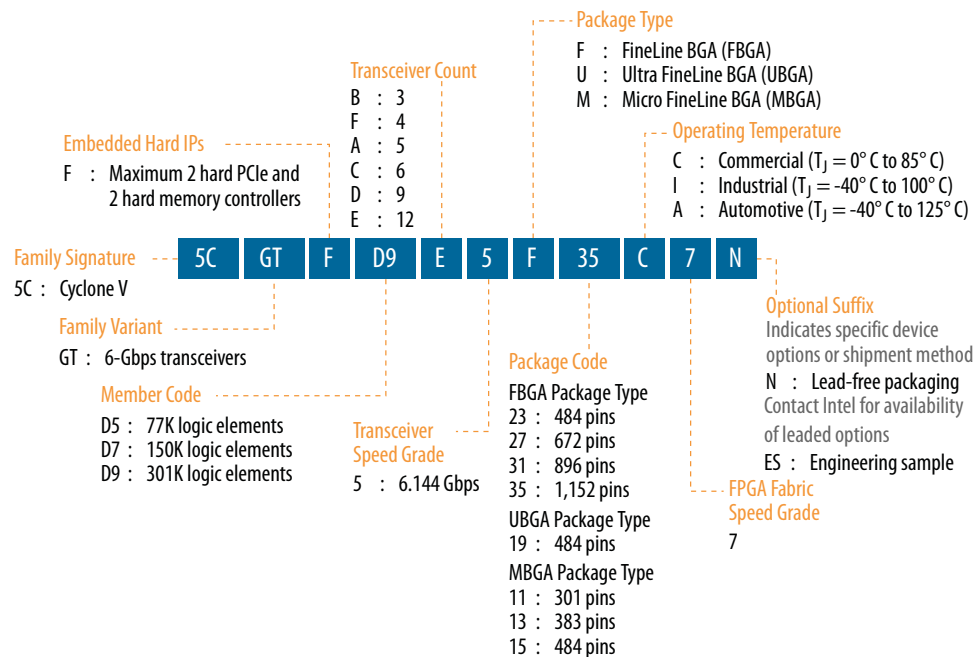 Package Type
F : FineLine BGA (FBGA)
U : Ultra FineLine BGA (UBGA)
M : Micro FineLine BGA (MBGA)
Transceiver Count
B : 3
F : 4
A : 5
C : 6
D : 9
E : 12
Embedded Hard IPs
F : Maximum 2 hard PCIe and
2 hard memory controllers
Operating Temperature
C : Commercial (TJ = 0° C to 85° C)
I : Industrial (TJ = -40° C to 100° C)
A : Automotive (TJ = -40° C to 125° C)
Family Signature
5C : Cyclone V
5C GT F D9 E 5 F 35 C 7 N
Family Variant
GT : 6-Gbps transceivers
Member Code
D5 : 77K logic elements
D7 : 150K logic elements
D9 : 301K logic elements
Transceiver
Speed Grade
5 : 6.144 Gbps
Package Code
FBGA Package Type
23 : 484 pins
27 : 672 pins
31 : 896 pins
35 : 1,152 pins
UBGA Package Type
19 : 484 pins
MBGA Package Type
11 : 301 pins
13 : 383 pins
15 : 484 pins
FPGA Fabric
Speed Grade
7
Optional Suffix
Indicates specific device
options or shipment method
N : Lead-free packaging
Contact Intel for availability
of leaded options
ES : Engineering sample